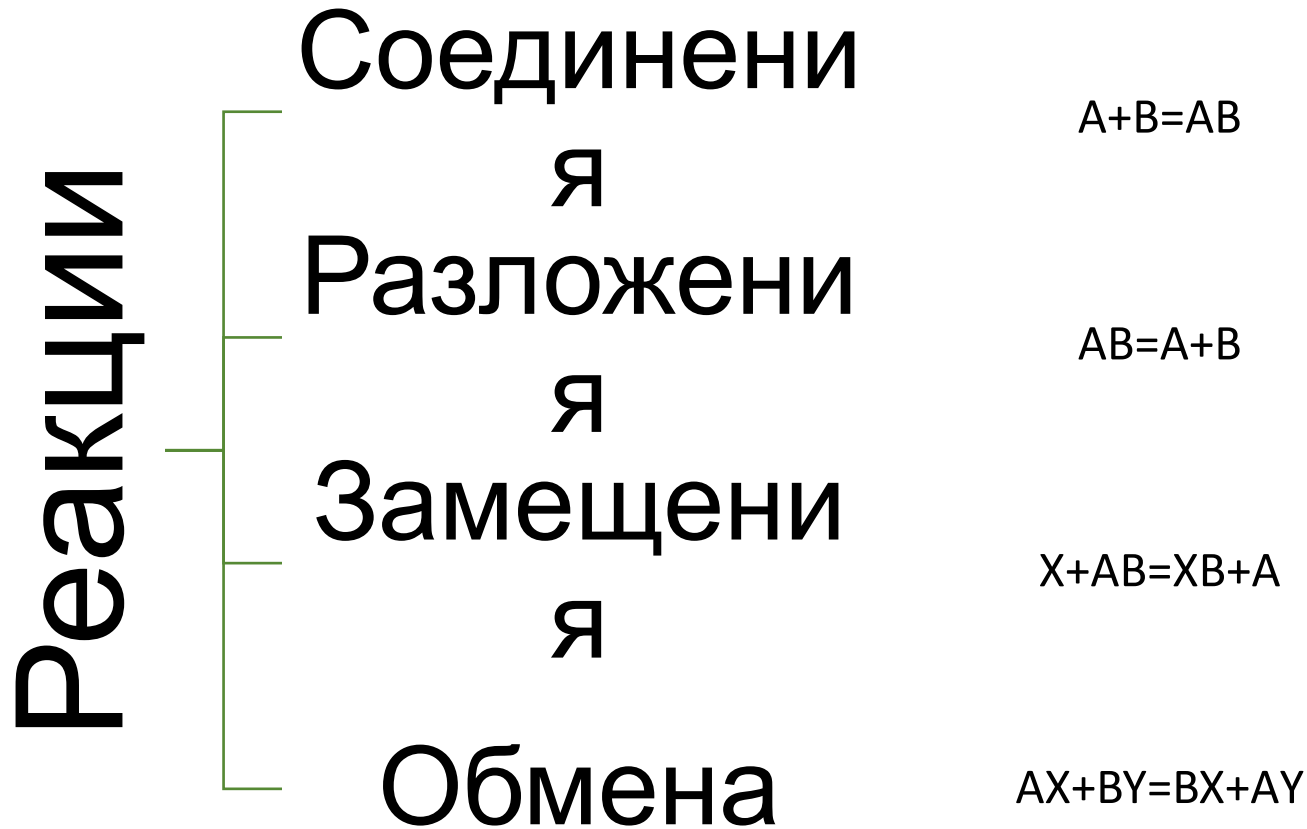 Реакции
Соединени
я
A+B=AB
Разложени
я
AB=A+B
Замещени
я
X+AB=XB+A
Обмена
AX+BY=BX+AY